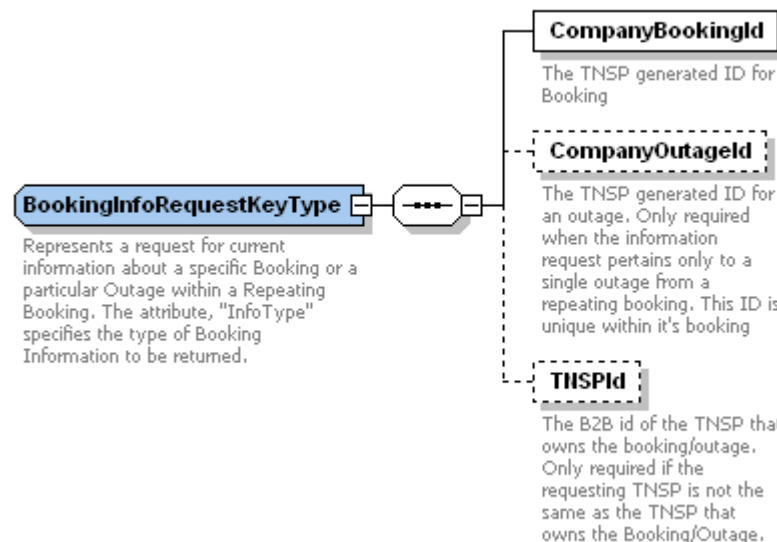 CompanyBookingId
The TNSP generated ID for
Booking
CompanyOutageId
The TNSP generated ID for
an outage. Only required
when the information
request pertains only to a
single outage from a
repeating booking. This ID is
unique within it's booking
BookingInfoRequestKeyType
Represents a request for current
information about a specific Booking or a
particular Outage within a Repeating
Booking. The attribute, "InfoType"
specifies the type of Booking
Information to be returned.
TNSPId
The B2B id of the TNSP that
owns the booking/outage.
Only required if the
requesting TNSP is not the
same as the TNSP that
owns the Booking/Outage.